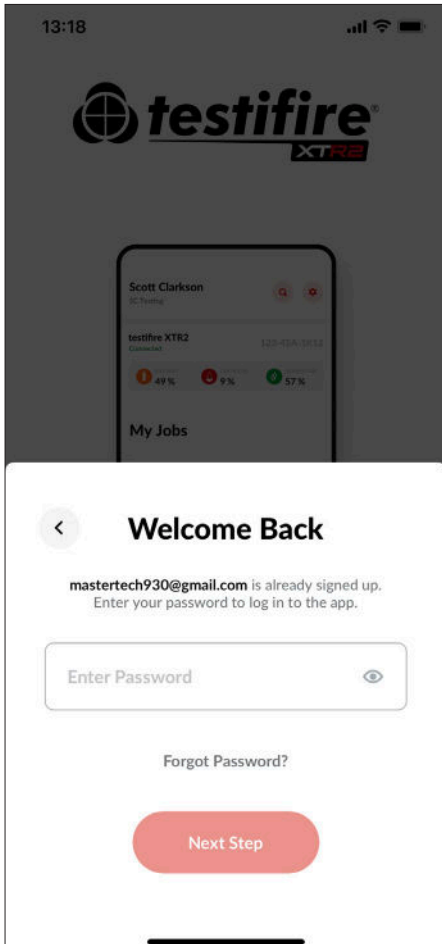 13:18
testifire®
XTR2
Scott Clarkson
SC Testing
testifire XTR2
Connected
49 %
9 %
57 %
My Jobs
Welcome Back
mastertech930@gmail.com is already signed up.
Enter your password to log in to the app.
Enter Password
Forgot Password?
Next Step